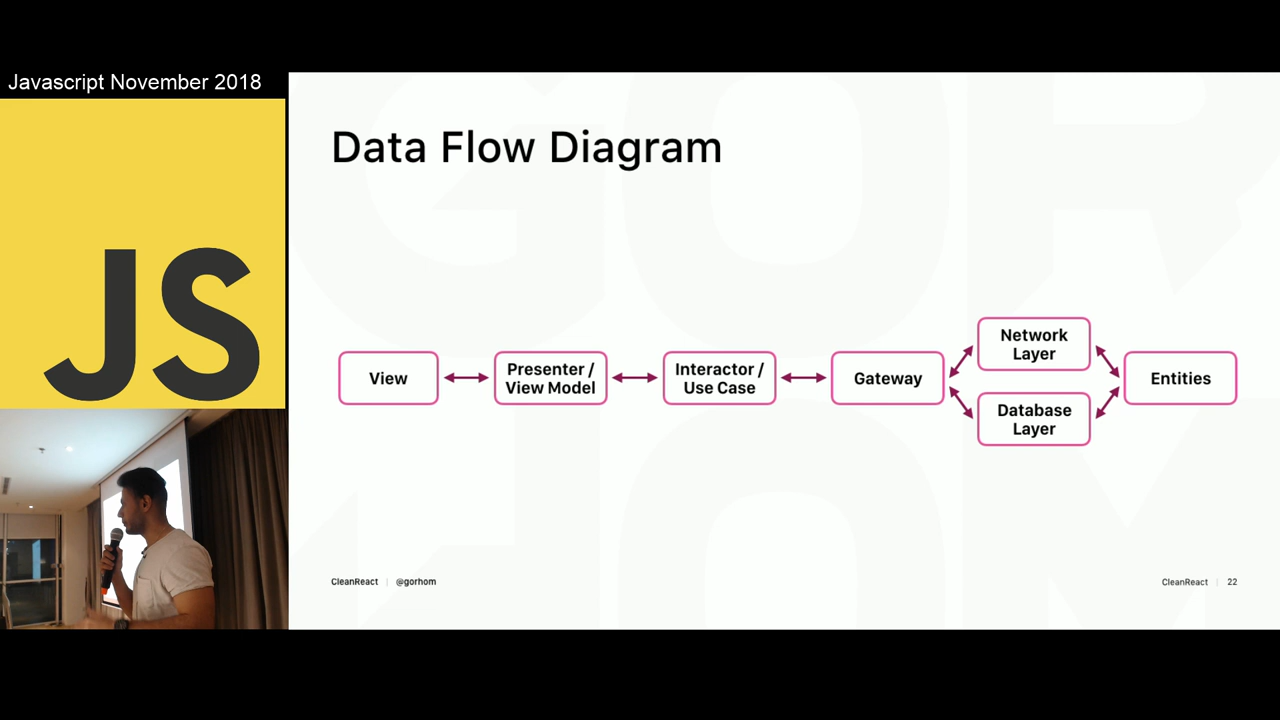 Javascript November 2018
JS
Data Flow Diagram
View
Presenter /
View Model
Interactor /
Use Case
Gateway
Network
Layer
Database
Layer
Entities
CleanReact | @gorhom
CleanReact | 22